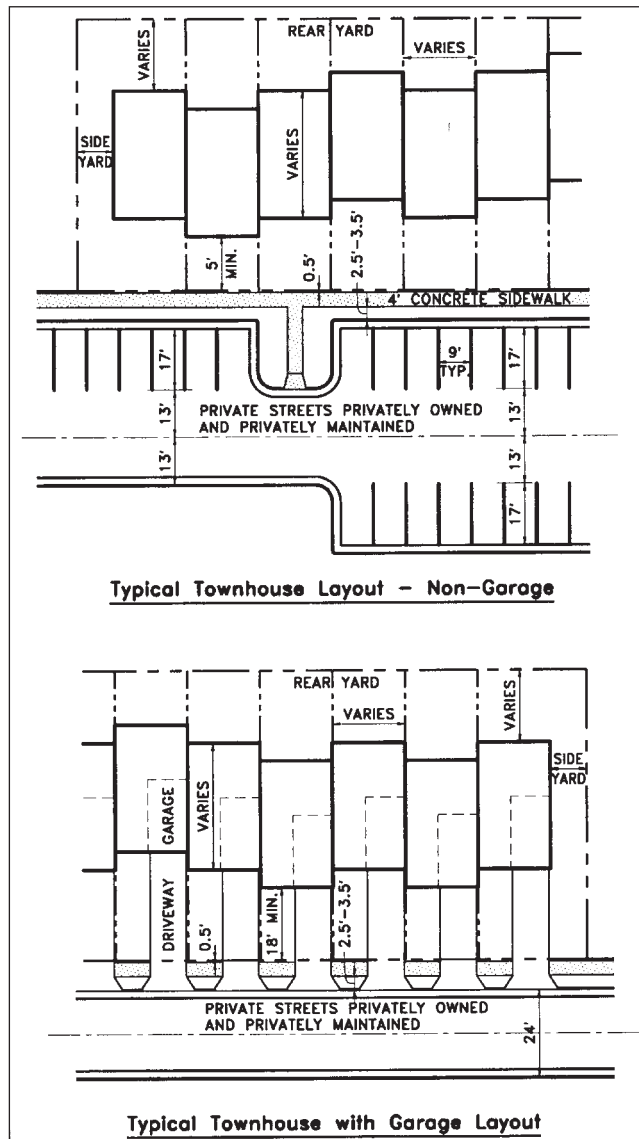 REAR YARD
VARIES
VARIES
SIDE
YARD
VARIES
5'
MIN.
0.5'
2.5'-3.5'
4' CONCRETE SIDEWALK
17'
9'
TYP.
17'
13'
PRIVATE STREETS PRIVATELY OWNED
AND PRIVATELY MAINTAINED
13'
13'
13'
17'
Typical Townhouse Layout - Non-Garage
REAR YARD
VARIES
VARIES
SIDE
YARD
GARAGE
VARIES
DRIVEWAY
0.5'
18' MIN.
2.5'-3.5'
PRIVATE STREETS PRIVATELY OWNED
AND PRIVATELY MAINTAINED
24'
Typical Townhouse with Garage Layout